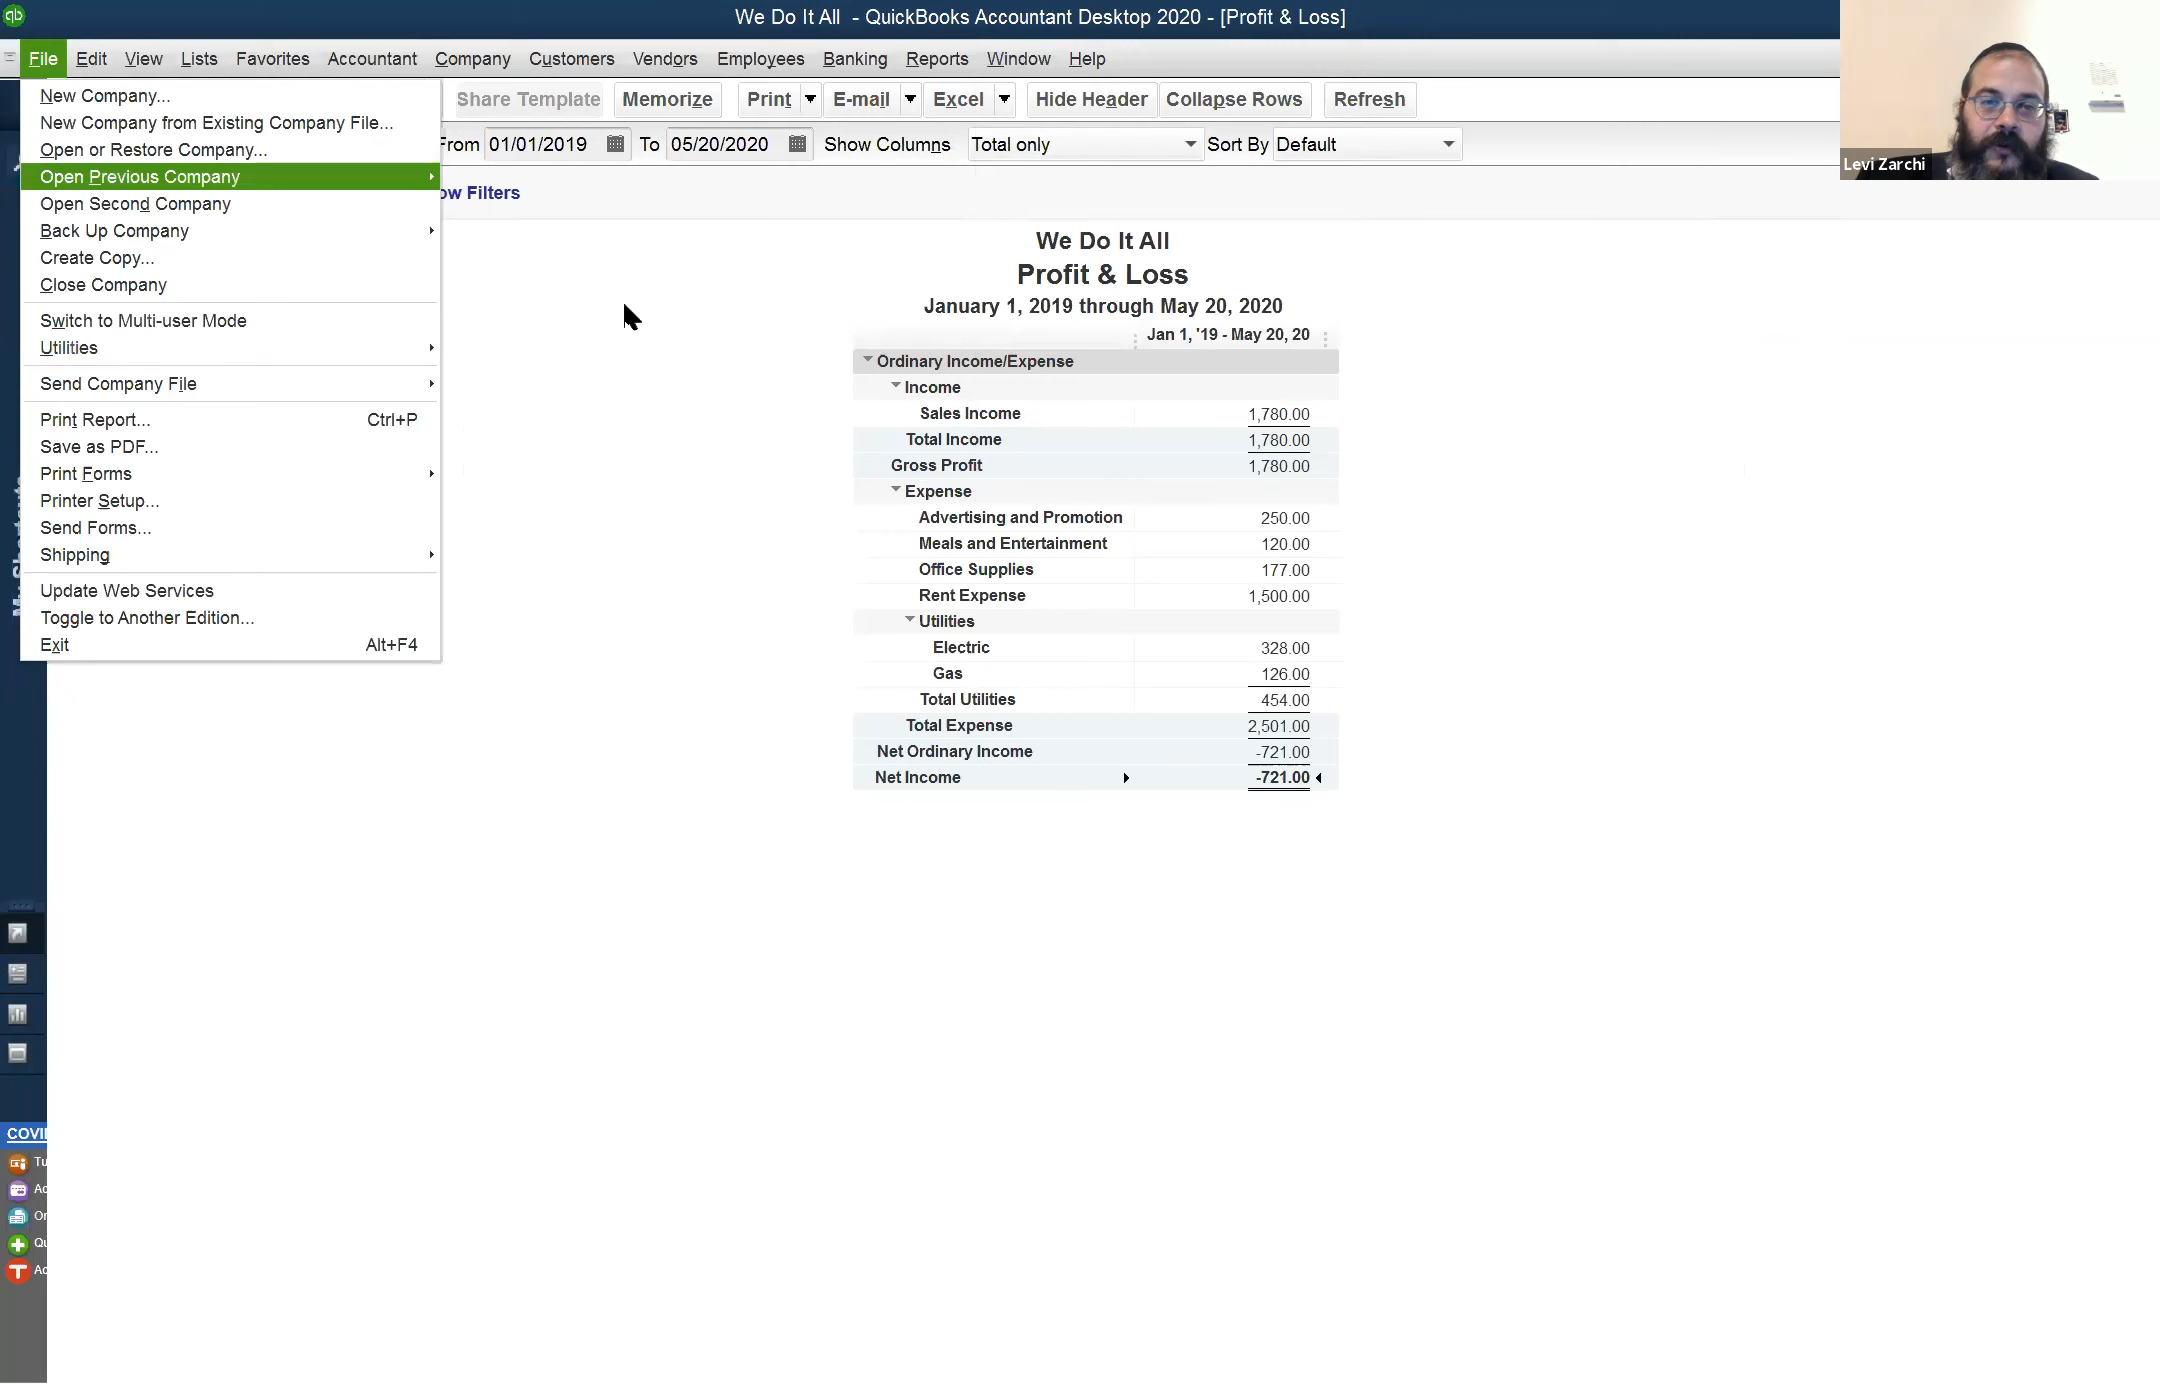 We Do It All - QuickBooks Accountant Desktop 2020 - [Profit & Loss]
File Edit View Lists Favorites Accountant Company Customers Vendors Employees Banking Reports Window Help
Share Template Memorize Print E-mail Excel Hide Header Collapse Rows Refresh
From 01/01/2019 To 05/20/2020 Show Columns Total only Sort By Default
ow Filters
New Company...
New Company from Existing Company File...
Open or Restore Company...
Open Previous Company
Open Second Company
Back Up Company
Create Copy...
Close Company
Switch to Multi-user Mode
Utilities
Send Company File
Print Report... Ctrl+P
Save as PDF...
Print Forms
Printer Setup...
Send Forms...
Shipping
Update Web Services
Toggle to Another Edition...
Exit Alt+F4
We Do It All
Profit & Loss
January 1, 2019 through May 20, 2020
Jan 1, '19 - May 20, 20
Ordinary Income/Expense
Income
Sales Income 1,780.00
Total Income 1,780.00
Gross Profit 1,780.00
Expense
Advertising and Promotion 250.00
Meals and Entertainment 120.00
Office Supplies 177.00
Rent Expense 1,500.00
Utilities
Electric 328.00
Gas 126.00
Total Utilities 454.00
Total Expense 2,501.00
Net Ordinary Income -721.00
Net Income -721.00
Levi Zarchi
COVI
Tu
Ac
Or
Qu
Ac